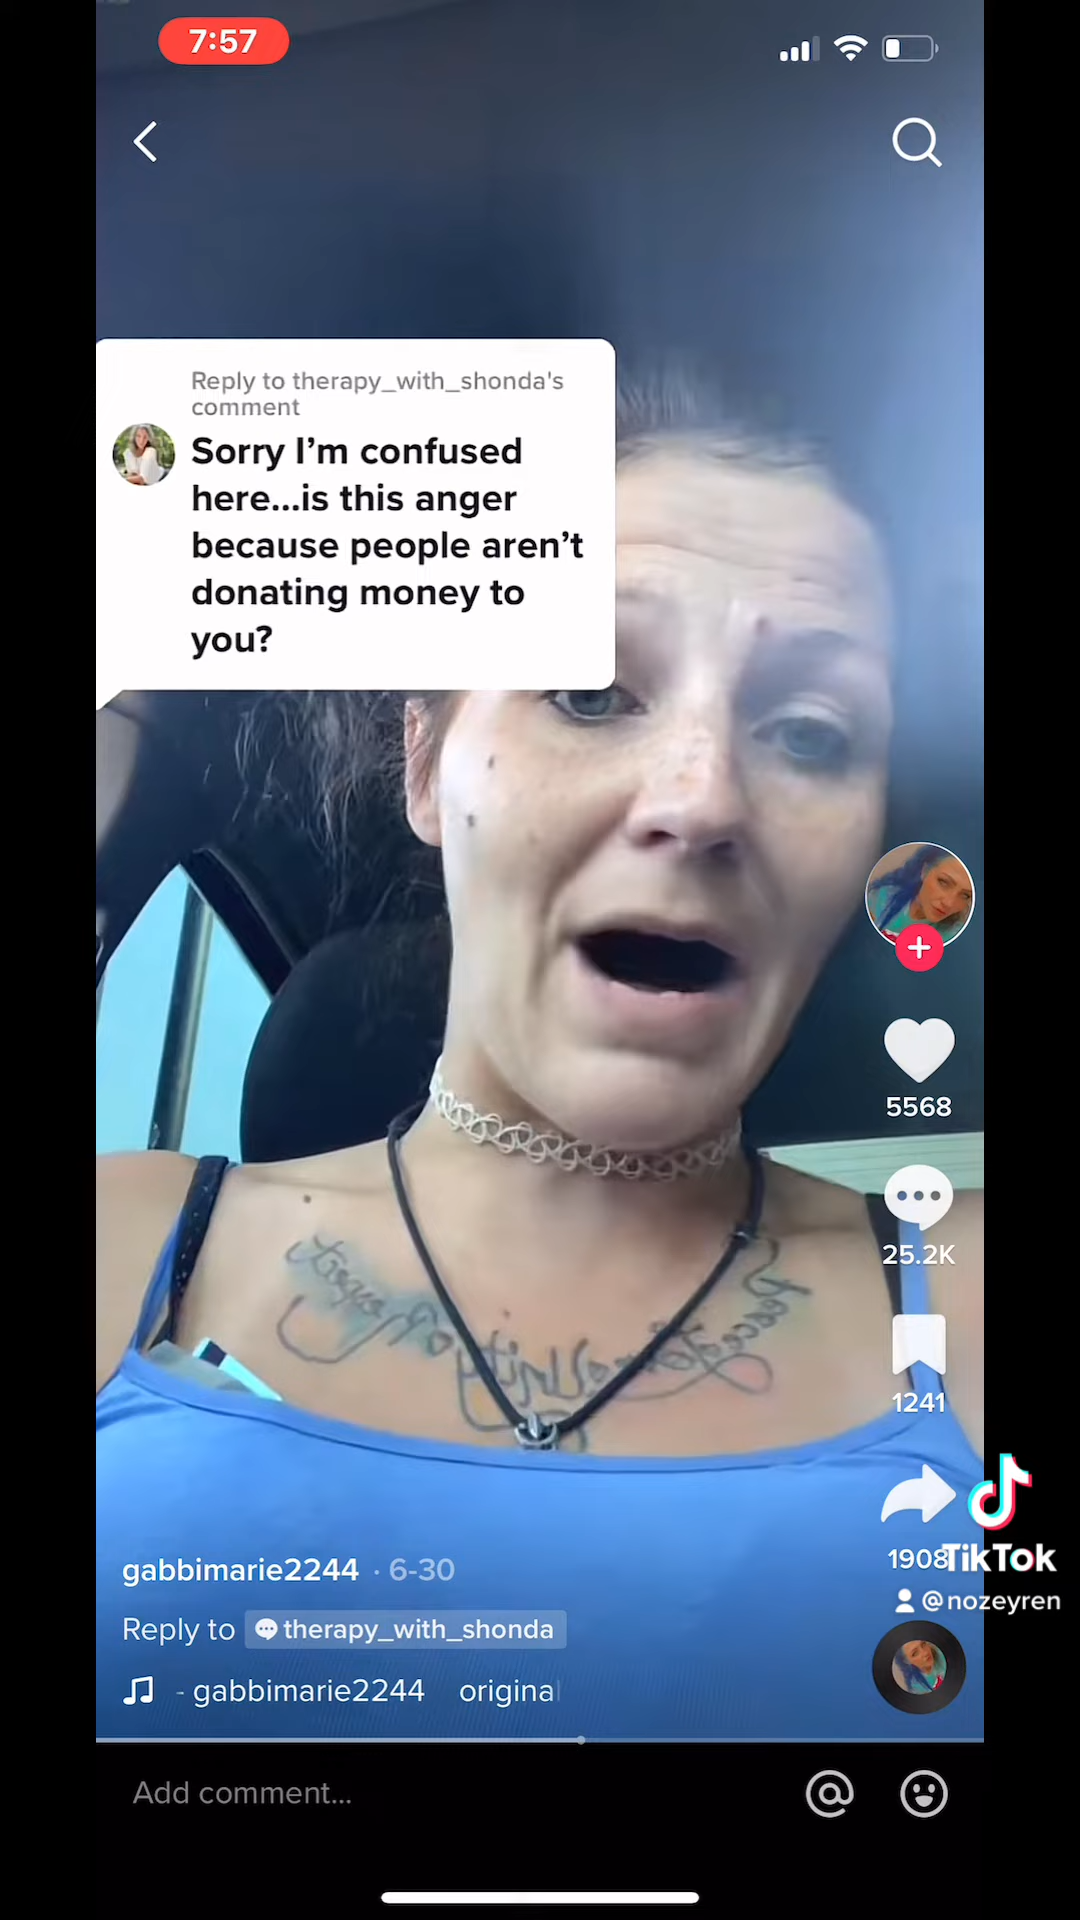 7:57
Reply to therapy_with_shonda's
comment
Sorry I'm confused
here...is this anger
because people aren't
donating money to
you?
5568
25.2K
1241
1908
TikTok
@nozeyren
gabbimarie2244 · 6-30
Reply to therapy_with_shonda
- gabbimarie2244 origina
Add comment...